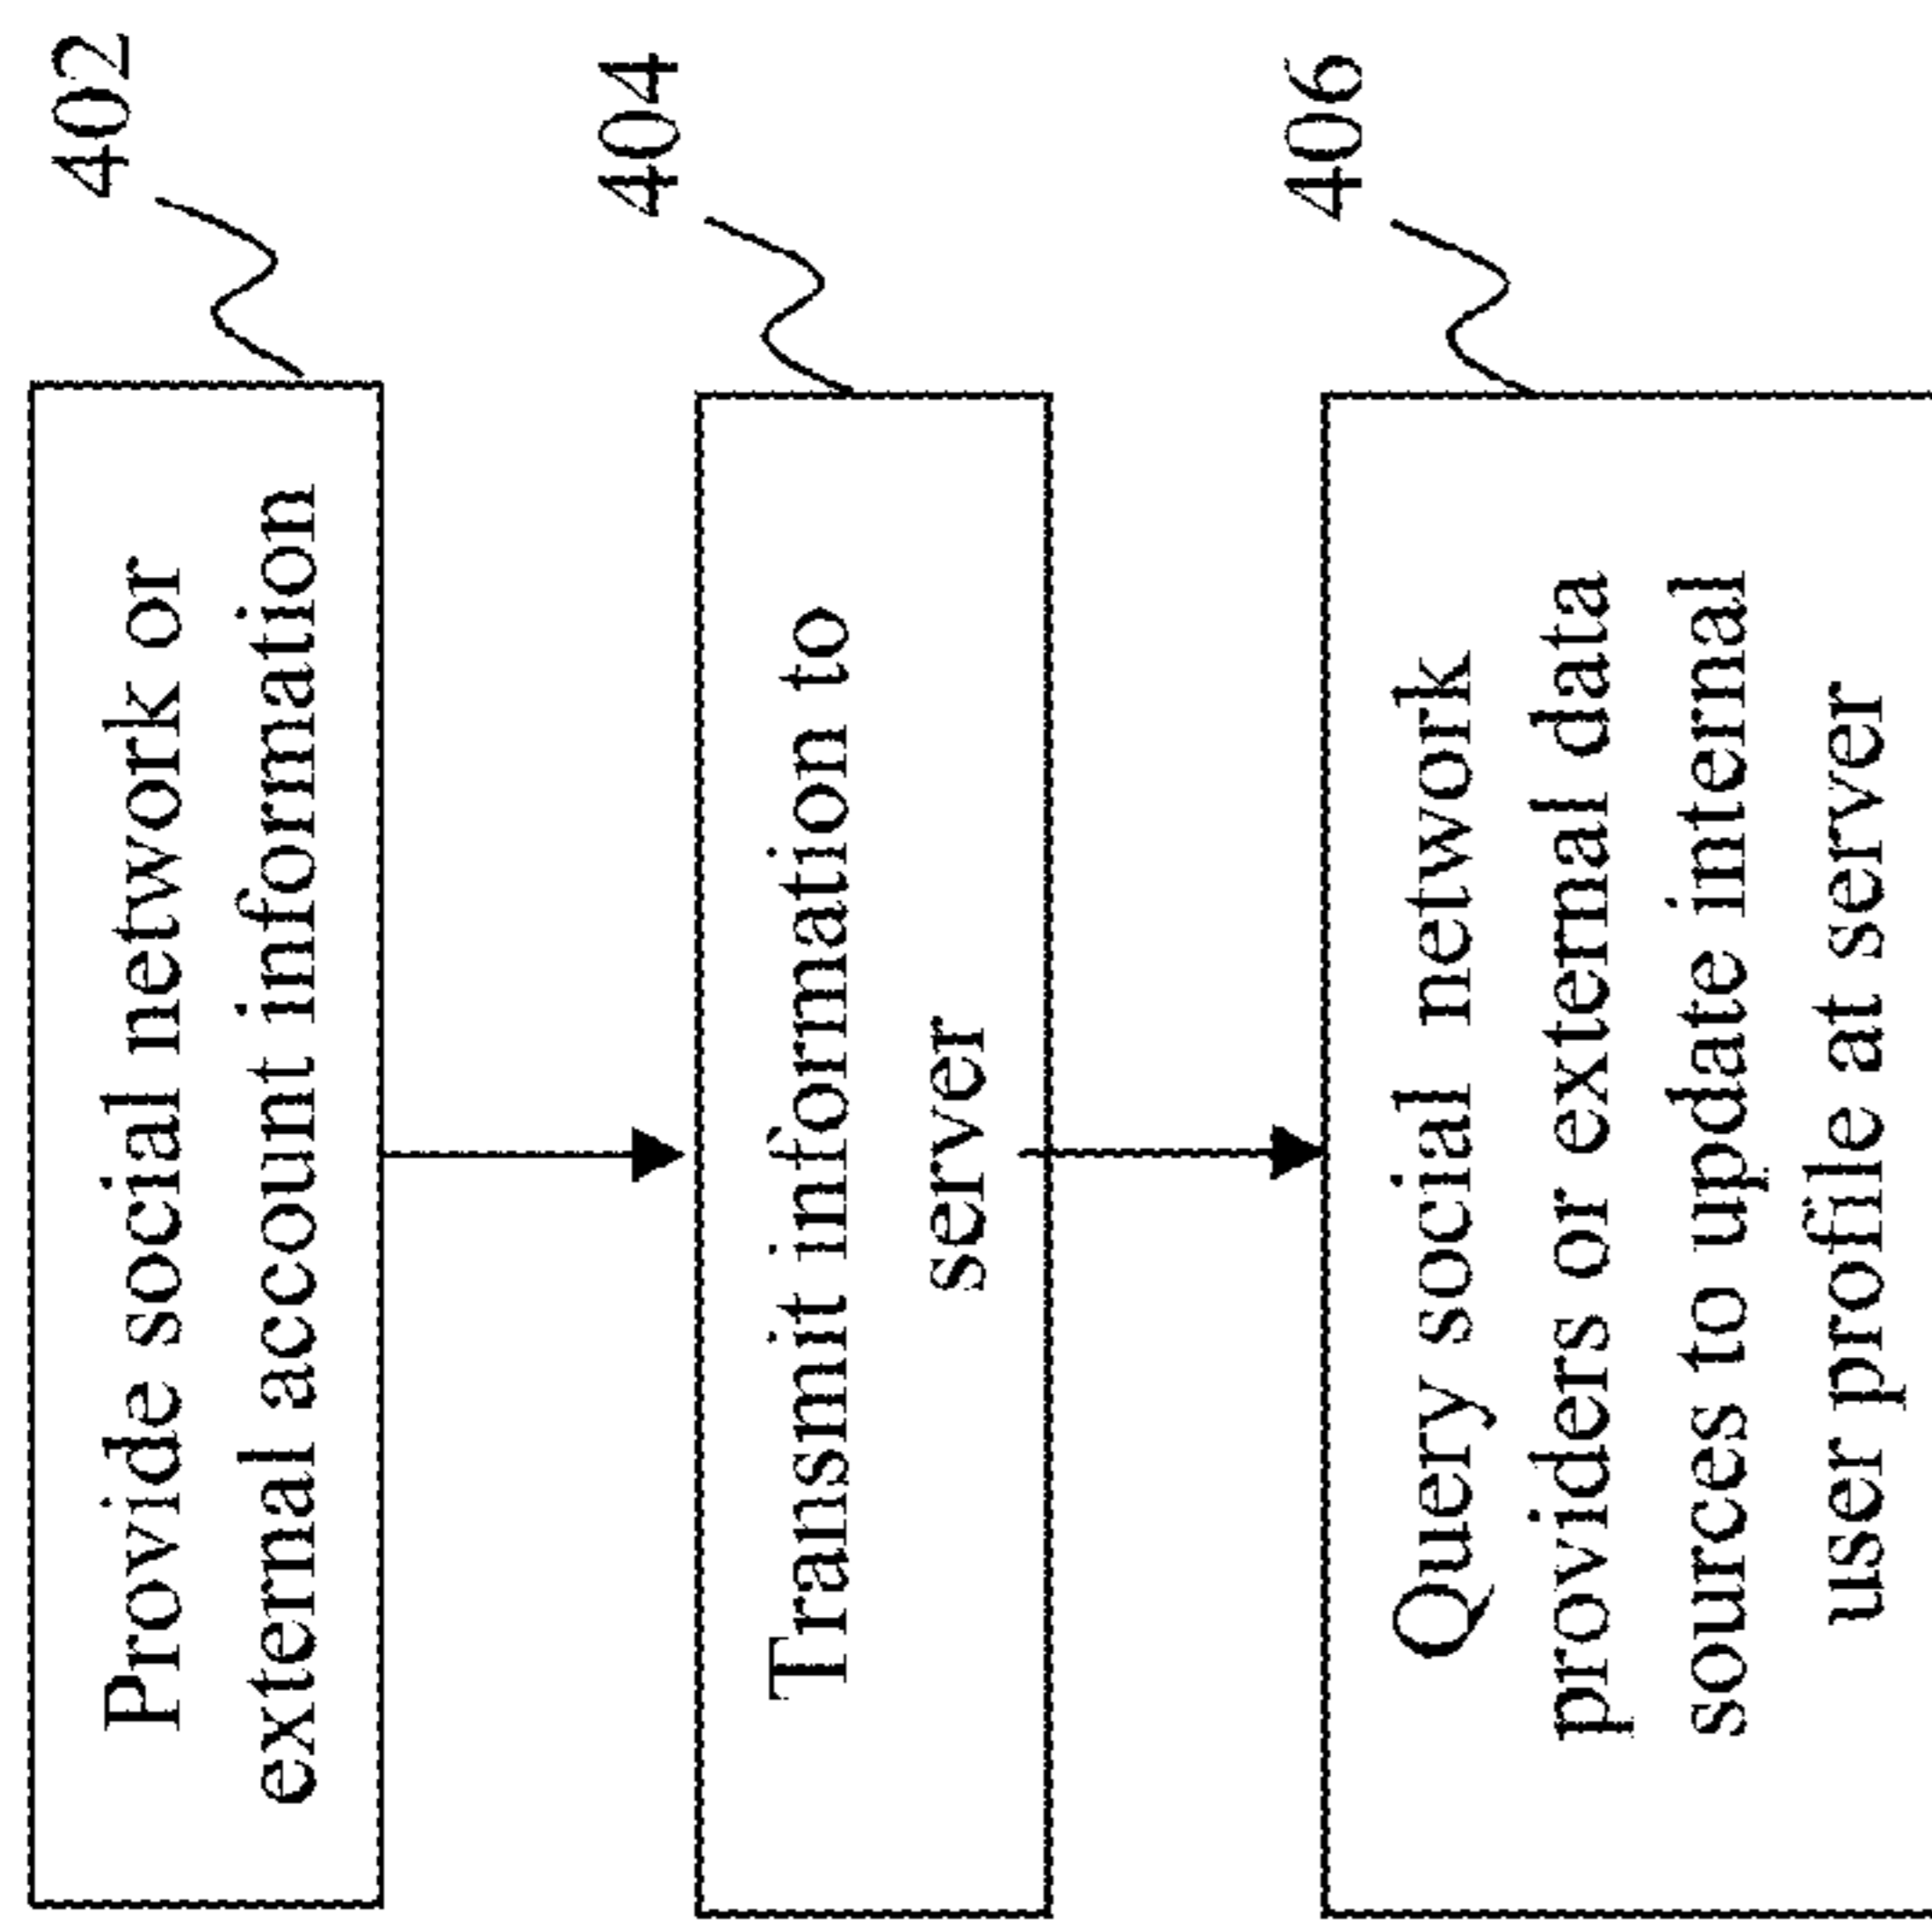 402
Provide social network or
external account information
404
Transmit information to
server
406
Query social network
providers or external data
sources to update internal
user profile at server